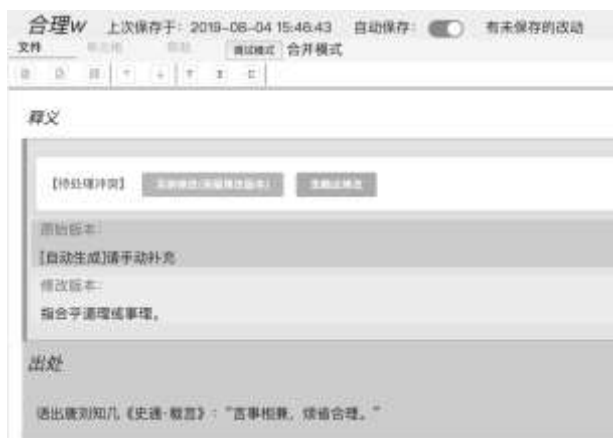 合理w 上次保存于: 2019-06-04 15:46:43 自动保存: 有未保存的改动
文件 调试模式 合并模式
释义
【待处理冲突】
原始版本:
[自动生成]请手动补充
修改版本:
指合乎道理或事理。
出处
语出唐刘知几《史通·载言》:“言事相兼，烦省合理。”